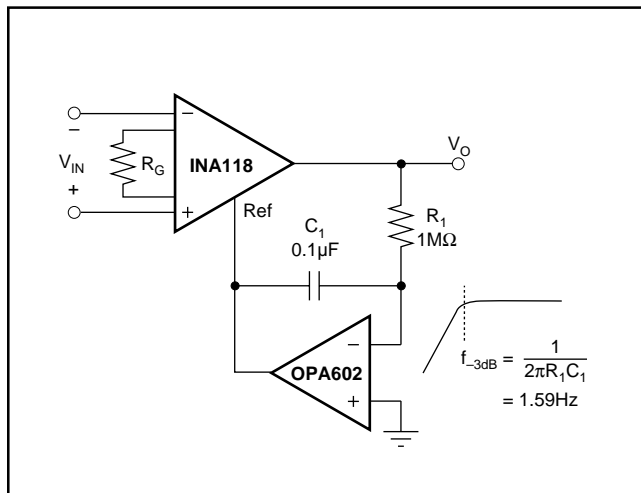 −
V_IN
+
R_G
−
INA118
+
Ref
V_O
C_1
0.1µF
R_1
1MΩ
−
OPA602
+
f_–3dB = 1 / 2πR_1C_1
= 1.59Hz